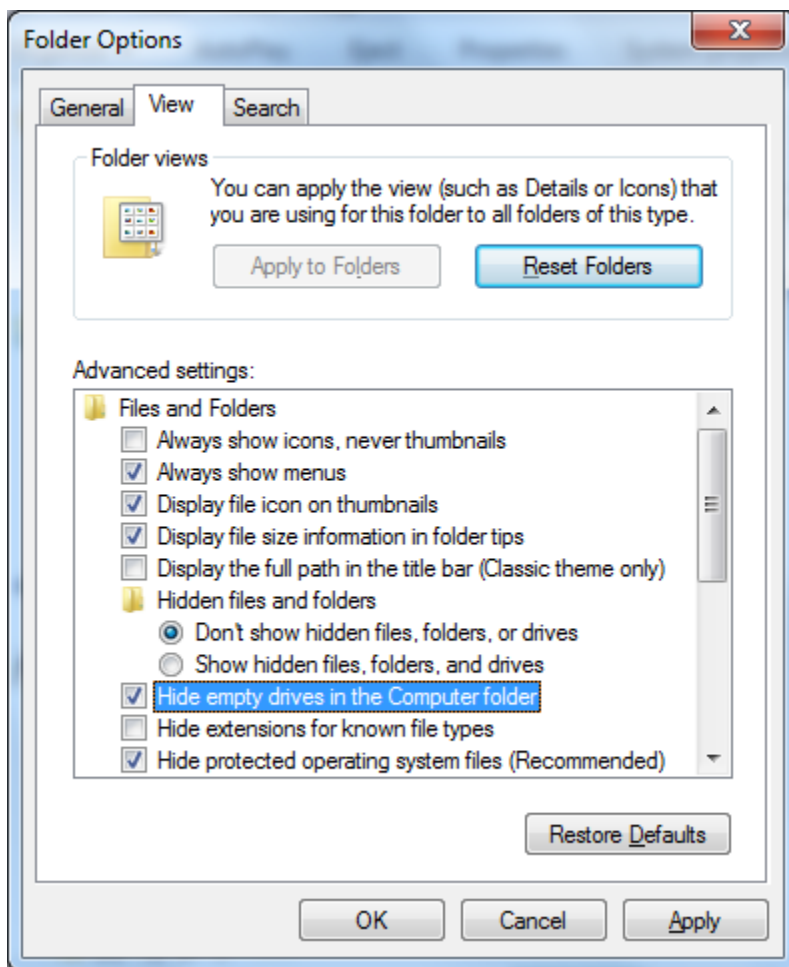 Folder Options
General View Search
Folder views
You can apply the view (such as Details or Icons) that
you are using for this folder to all folders of this type.
Apply to Folders Reset Folders
Advanced settings:
Files and Folders
Always show icons, never thumbnails
Always show menus
Display file icon on thumbnails
Display file size information in folder tips
Display the full path in the title bar (Classic theme only)
Hidden files and folders
Don't show hidden files, folders, or drives
Show hidden files, folders, and drives
Hide empty drives in the Computer folder
Hide extensions for known file types
Hide protected operating system files (Recommended)
Restore Defaults
OK Cancel Apply